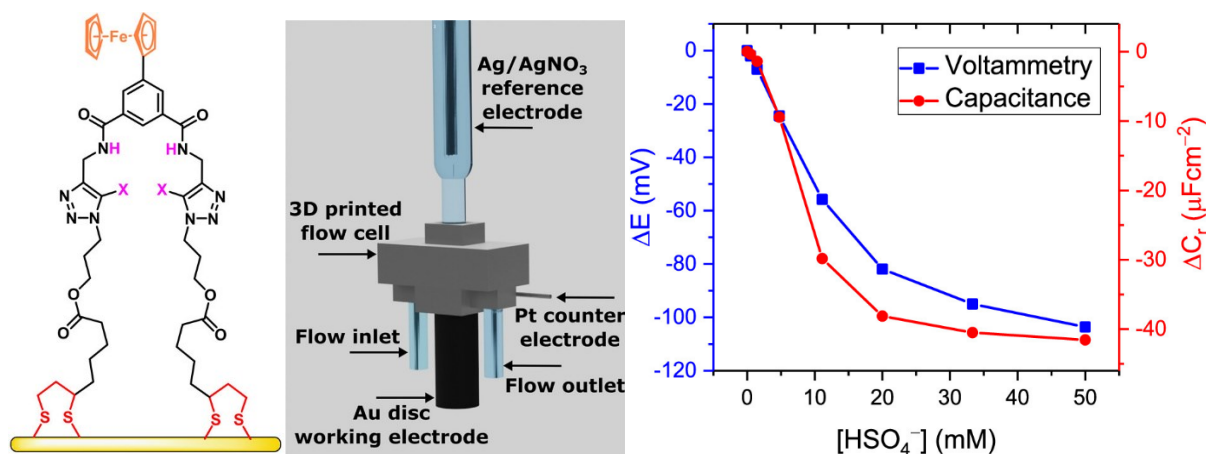 Fe
O
O
N
H
H
N
X
X
N
N
N
N
N
N
O
O
O
O
S
S
S
S
Ag/AgNO₃
reference
electrode
3D printed
flow cell
Pt counter
electrode
Flow inlet
Flow outlet
Au disc
working electrode
Voltammetry
Capacitance
0
-20
-40
-60
-80
-100
-120
ΔE (mV)
0
-10
-20
-30
-40
ΔCᵣ (µFcm⁻²)
0 10 20 30 40 50
[HSO₄⁻] (mM)